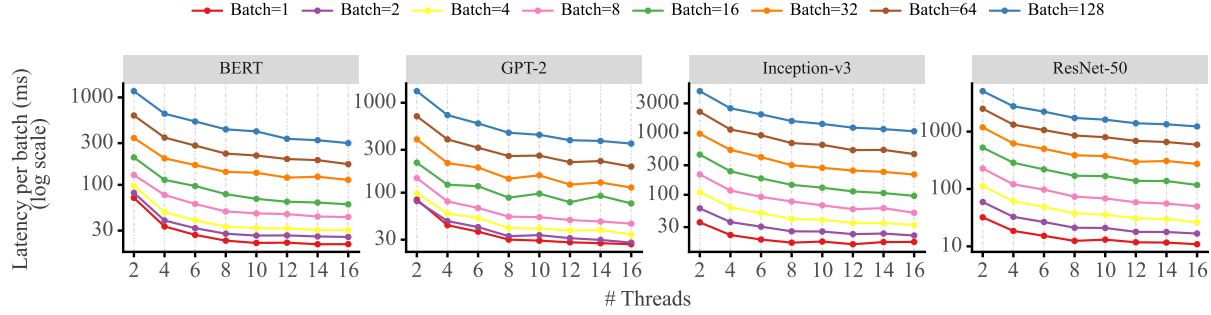 Batch=1 Batch=2 Batch=4 Batch=8 Batch=16 Batch=32 Batch=64 Batch=128
Latency per batch (ms)
(log scale)
BERT
1000
300
100
30
2 4 6 8 10 12 14 16
GPT-2
1000
300
100
30
2 4 6 8 10 12 14 16
Inception-v3
3000
1000
300
100
30
2 4 6 8 10 12 14 16
ResNet-50
1000
100
10
2 4 6 8 10 12 14 16
# Threads